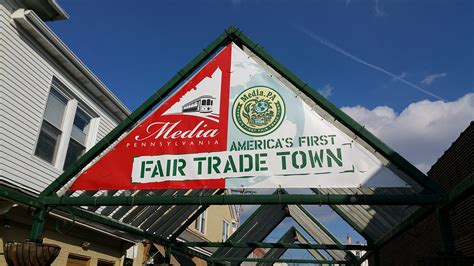 Media
PENNSYLVANIA
Media, PA
AMERICA'S FIRST
FAIR TRADE TOWN